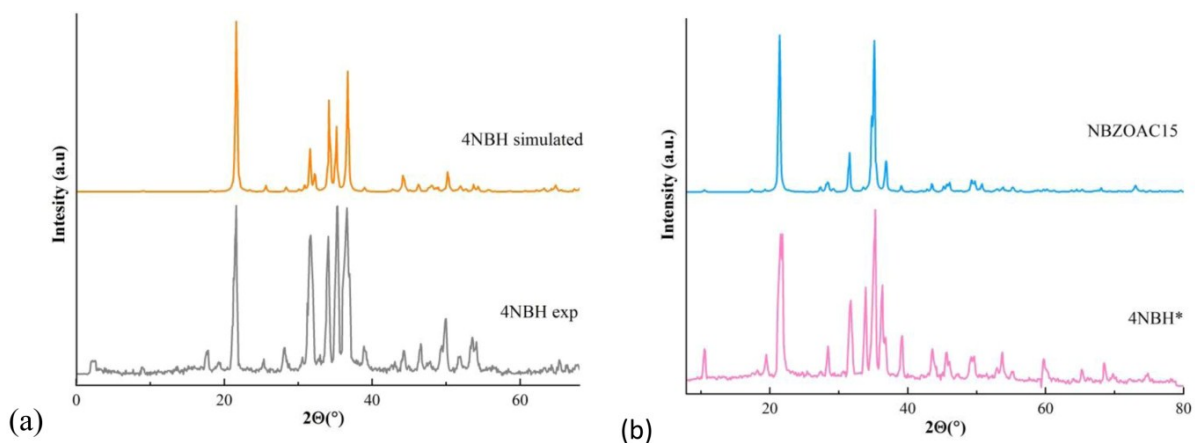 Intesity (a.u)
4NBH simulated
4NBH exp
0 20 40 60
2Θ(°)
(a)
Intensity (a.u.)
NBZOAC15
4NBH*
20 40 60 80
2Θ(°)
(b)